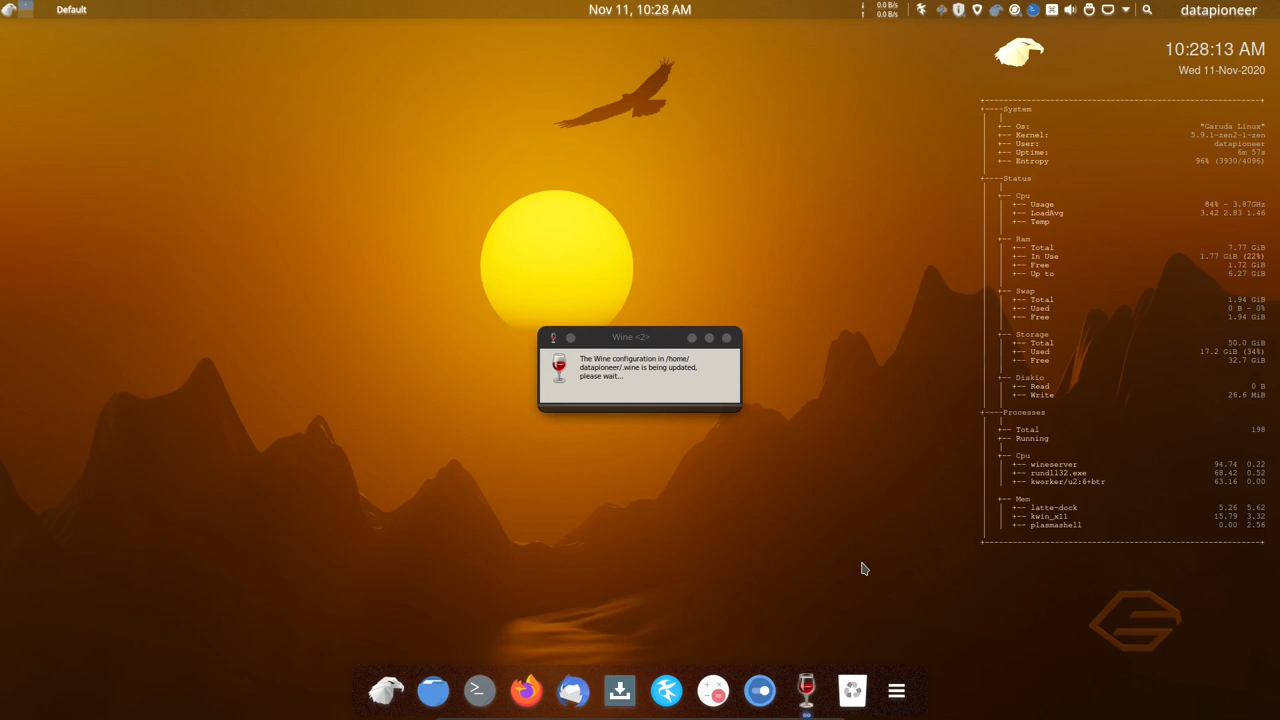 Default
Nov 11, 10:28 AM
0.0 B/s
0.0 B/s
datapioneer
10:28:13 AM
Wed 11-Nov-2020
System
Os: "Garuda Linux"
Kernel: 5.9.1-zen2-1-zen
User: datapioneer
Uptime: 6m 57s
Entropy 96% (3930/4096)
Status
Cpu
Usage 84% - 3.87GHz
LoadAvg 3.42 2.83 1.46
Temp
Ram
Total 7.77 GiB
In Use 1.77 GiB (22%)
Free 1.72 GiB
Up to 6.27 GiB
Swap
Total 1.94 GiB
Used 0 B - 0%
Free 1.94 GiB
Storage
Total 50.0 GiB
Used 17.2 GiB (34%)
Free 32.7 GiB
Diskio
Read 0 B
Write 26.6 MiB
Processes
Total 198
Running
Cpu
wineserver 94.74 0.22
rundll32.exe 68.42 0.52
kworker/u2:6+btr 63.16 0.00
Mem
latte-dock 5.26 5.62
kwin_x11 15.79 3.32
plasmashell 0.00 2.56
Wine <2>
The Wine configuration in /home/
datapioneer/.wine is being updated,
please wait...